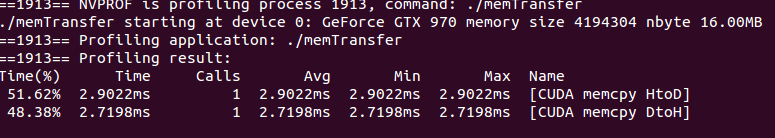 ==1913== NVPROF is profiling process 1913, command: ./memTransfer
./memTransfer starting at device 0: GeForce GTX 970 memory size 4194304 nbyte 16.00MB
==1913== Profiling application: ./memTransfer
==1913== Profiling result:
Time(%) Time Calls Avg Min Max Name
51.62% 2.9022ms 1 2.9022ms 2.9022ms 2.9022ms [CUDA memcpy HtoD]
48.38% 2.7198ms 1 2.7198ms 2.7198ms 2.7198ms [CUDA memcpy DtoH]